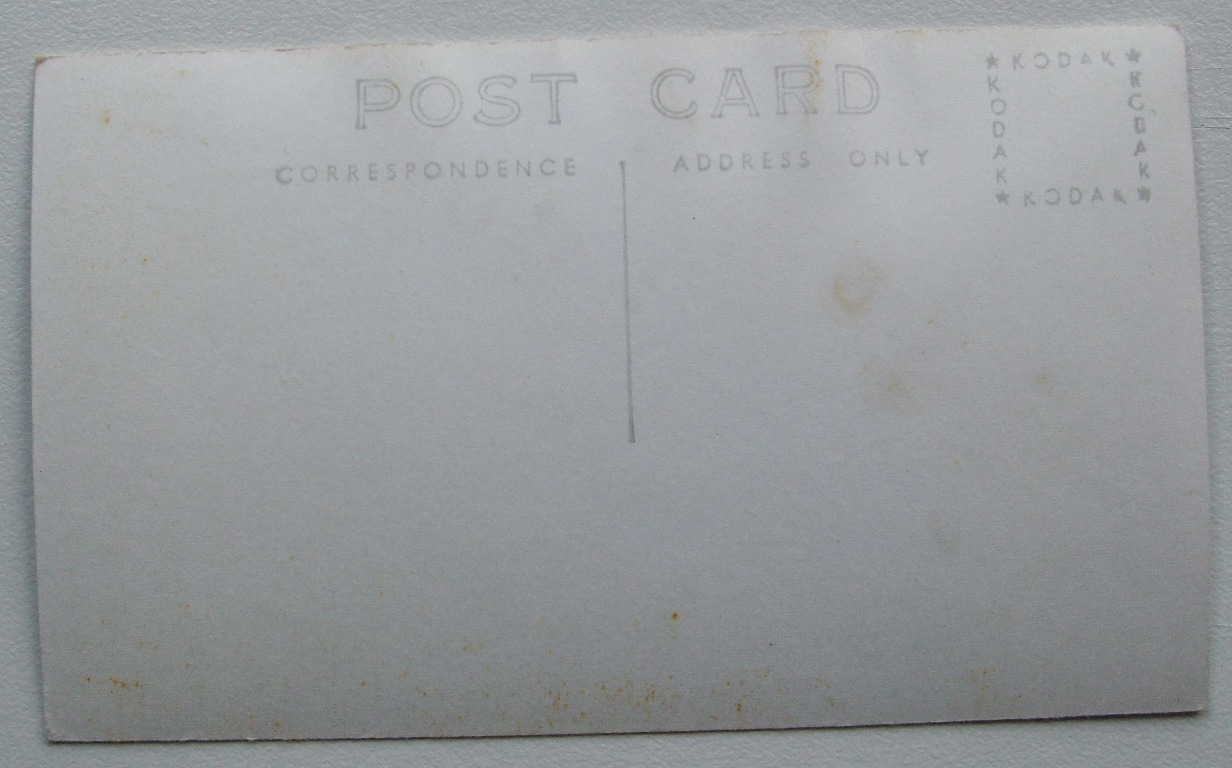 POST CARD
CORRESPONDENCE
ADDRESS ONLY
★ KODAK ★
KODAK
KODAK
★ KODAK ★